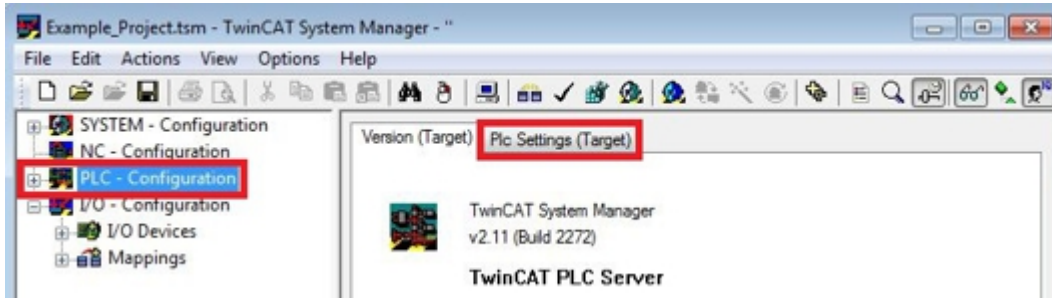 Example_Project.tsm - TwinCAT System Manager - "
File Edit Actions View Options Help
SYSTEM - Configuration
NC - Configuration
PLC - Configuration
I/O - Configuration
I/O Devices
Mappings
Version (Target) Plc Settings (Target)
TwinCAT System Manager
v2.11 (Build 2272)
TwinCAT PLC Server